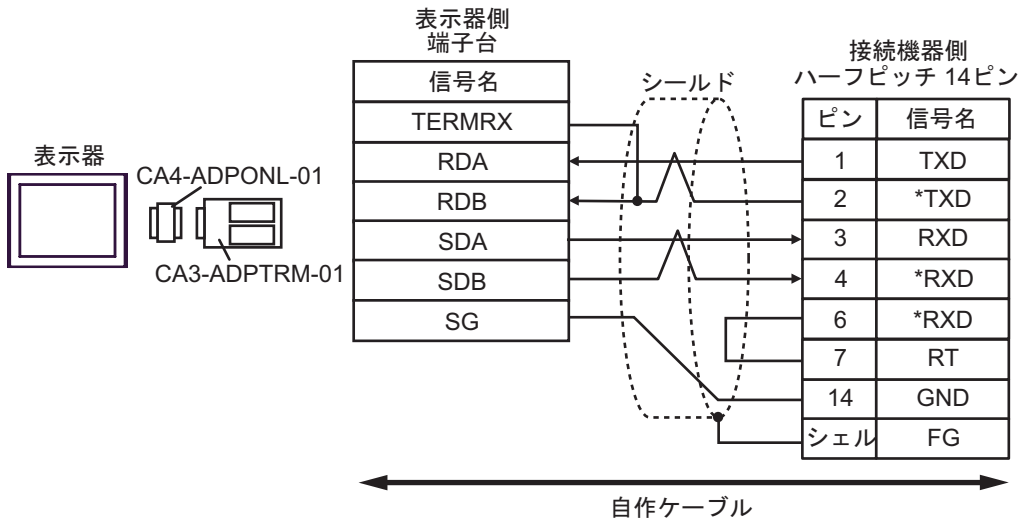 表示器側
端子台
信号名
TERMRX
RDA
RDB
SDA
SDB
SG
シールド
接続機器側
ハーフピッチ 14ピン
ピン 信号名
1 TXD
2 *TXD
3 RXD
4 *RXD
6 *RXD
7 RT
14 GND
シェル FG
表示器
CA4-ADPONL-01
CA3-ADPTRM-01
自作ケーブル